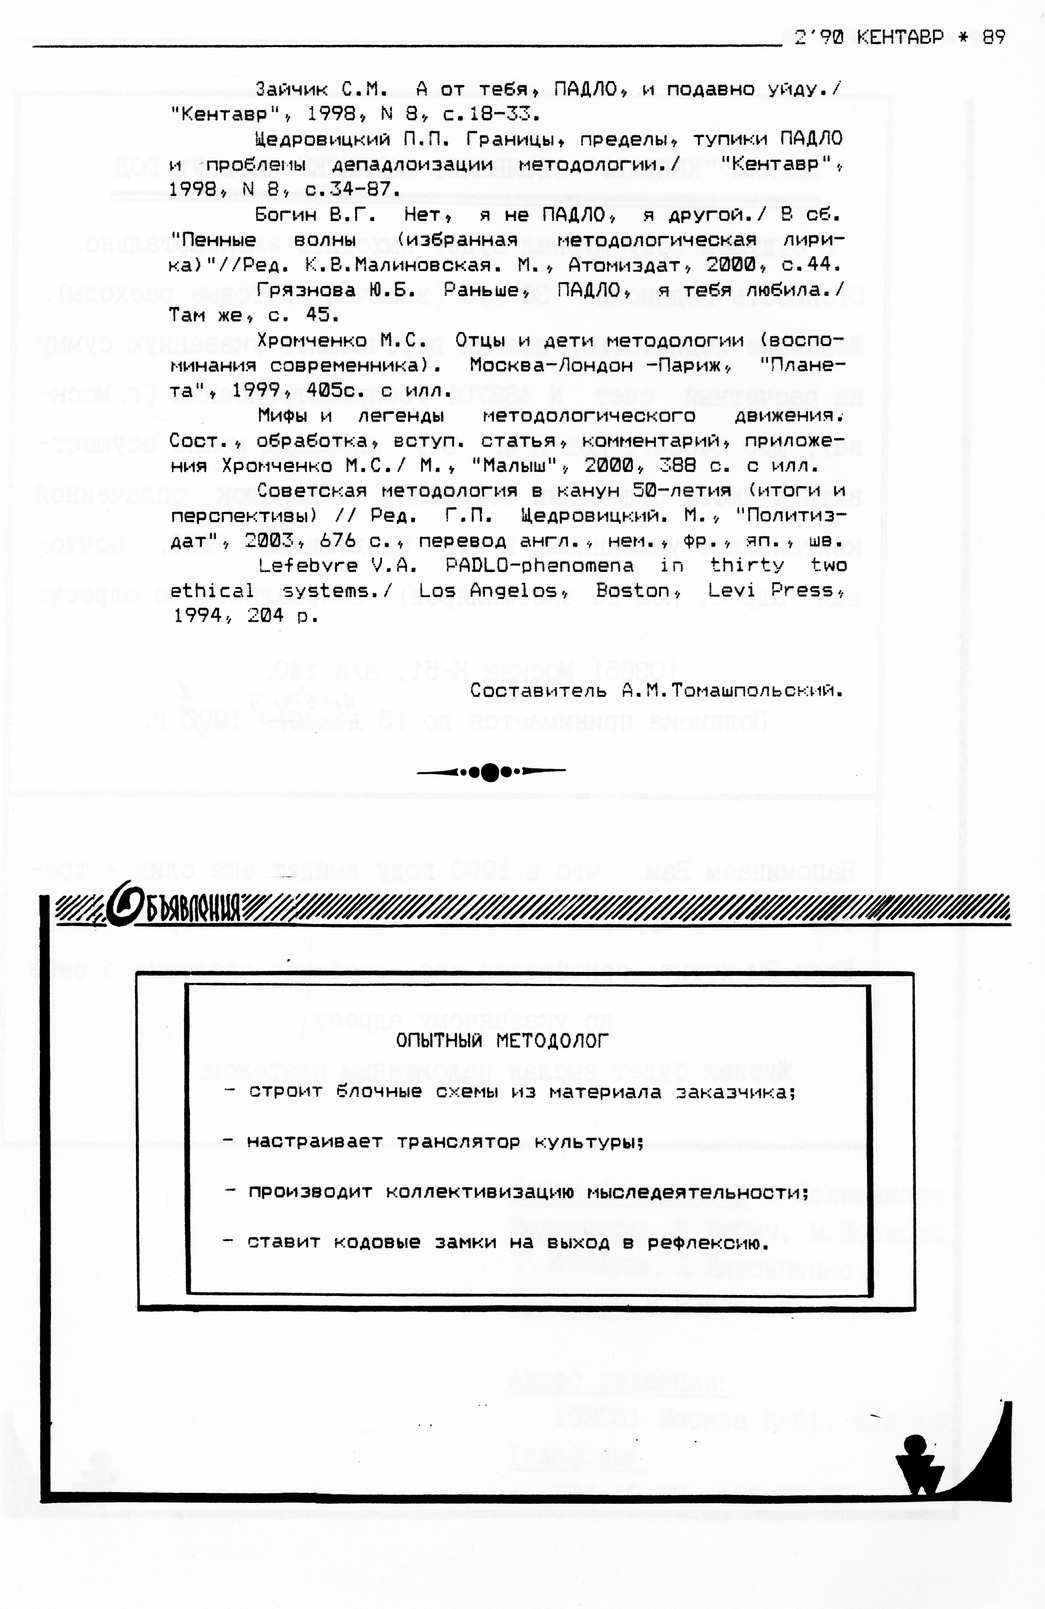 2'90 КЕНТАВР * 89
Зайчик С.М. А от тебя, ПАДЛО, и подавно уйду./
"Кентавр", 1998, N 8, с.18-33.
Щедровицкий П.П. Границы, пределы, тупики ПАДЛО
и проблемы депадлоизации методологии./ "Кентавр",
1998, N 8, с.34-87.
Богин В.Г. Нет, я не ПАДЛО, я другой./ В сб.
"Пенные волны (избранная методологическая лири-
ка)"//Ред. К.В.Малиновская. М., Атомиздат, 2000, с.44.
Грязнова Ю.Б. Раньше, ПАДЛО, я тебя любила./
Там же, с. 45.
Хромченко М.С. Отцы и дети методологии (воспо-
минания современника). Москва-Лондон -Париж, "Плане-
та", 1999, 405с. с илл.
Мифы и легенды методологического движения.
Сост., обработка, вступ. статья, комментарий, приложе-
ния Хромченко М.С./ М., "Малыш", 2000, 388 с. с илл.
Советская методология в канун 50-летия (итоги и
перспективы) // Ред. Г.П. Щедровицкий. М., "Политиз-
дат", 2003, 676 с., перевод англ., нем., фр., яп., ше.
Lefebvre V.A. PADLO-phenomena in thirty two
ethical systems./ Los Angelos, Boston, Levi Press,
1994, 204 p.
Составитель А.М.Томашпольский.
Объявления
ОПЫТНЫЙ МЕТОДОЛОГ
- строит блочные схемы из материала заказчика;
- настраивает транслятор культуры;
- производит коллективизацию мыследеятельности;
- ставит кодовые замки на выход в рефлексию.